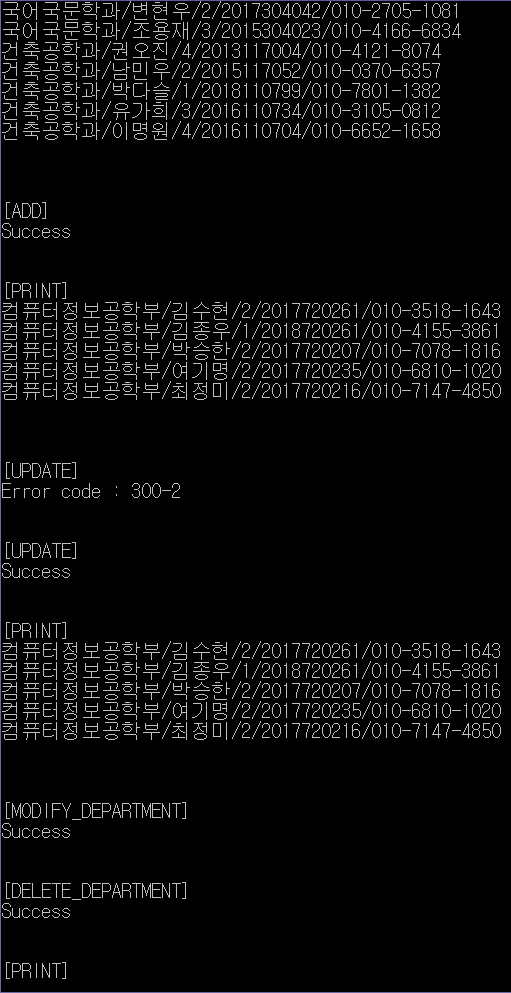 국어국문학과/변현우/2/2017304042/010-2705-1081
국어국문학과/조용재/3/2015304023/010-4166-6834
건축공학과/권오진/4/2013117004/010-4121-8074
건축공학과/남민우/2/2015117052/010-0370-6357
건축공학과/박다슬/1/2018110799/010-7801-1382
건축공학과/유가희/3/2016110734/010-3105-0812
건축공학과/이명원/4/2016110704/010-6652-1658
[ADD]
Success
[PRINT]
컴퓨터정보공학부/김수현/2/2017720261/010-3518-1643
컴퓨터정보공학부/김종우/1/2018720261/010-4155-3861
컴퓨터정보공학부/박승한/2/2017720207/010-7078-1816
컴퓨터정보공학부/여기명/2/2017720235/010-6810-1020
컴퓨터정보공학부/최정미/2/2017720216/010-7147-4850
[UPDATE]
Error code : 300-2
[UPDATE]
Success
[PRINT]
컴퓨터정보공학부/김수현/2/2017720261/010-3518-1643
컴퓨터정보공학부/김종우/1/2018720261/010-4155-3861
컴퓨터정보공학부/박승한/2/2017720207/010-7078-1816
컴퓨터정보공학부/여기명/2/2017720235/010-6810-1020
컴퓨터정보공학부/최정미/2/2017720216/010-7147-4850
[MODIFY_DEPARTMENT]
Success
[DELETE_DEPARTMENT]
Success
[PRINT]